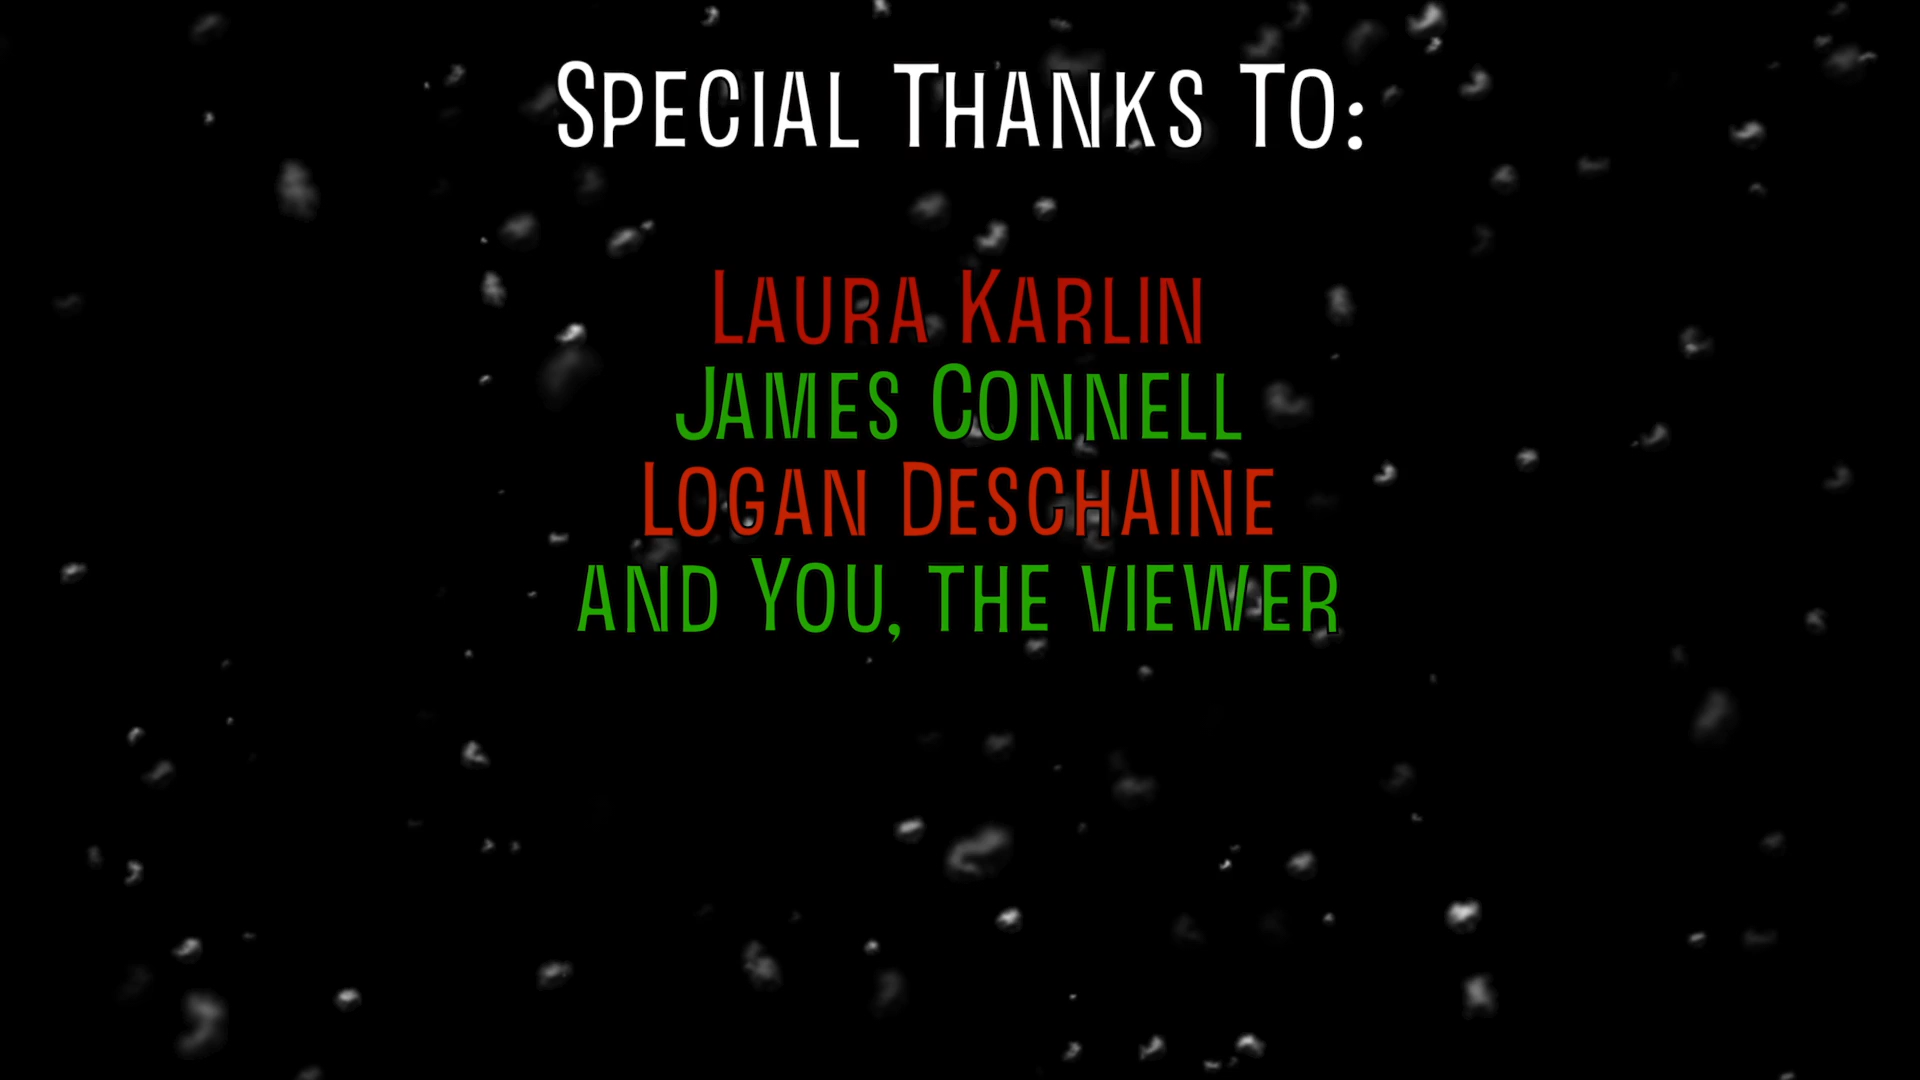 Special Thanks To:
Laura Karlin
James Connell
Logan Deschaine
and You, the viewer